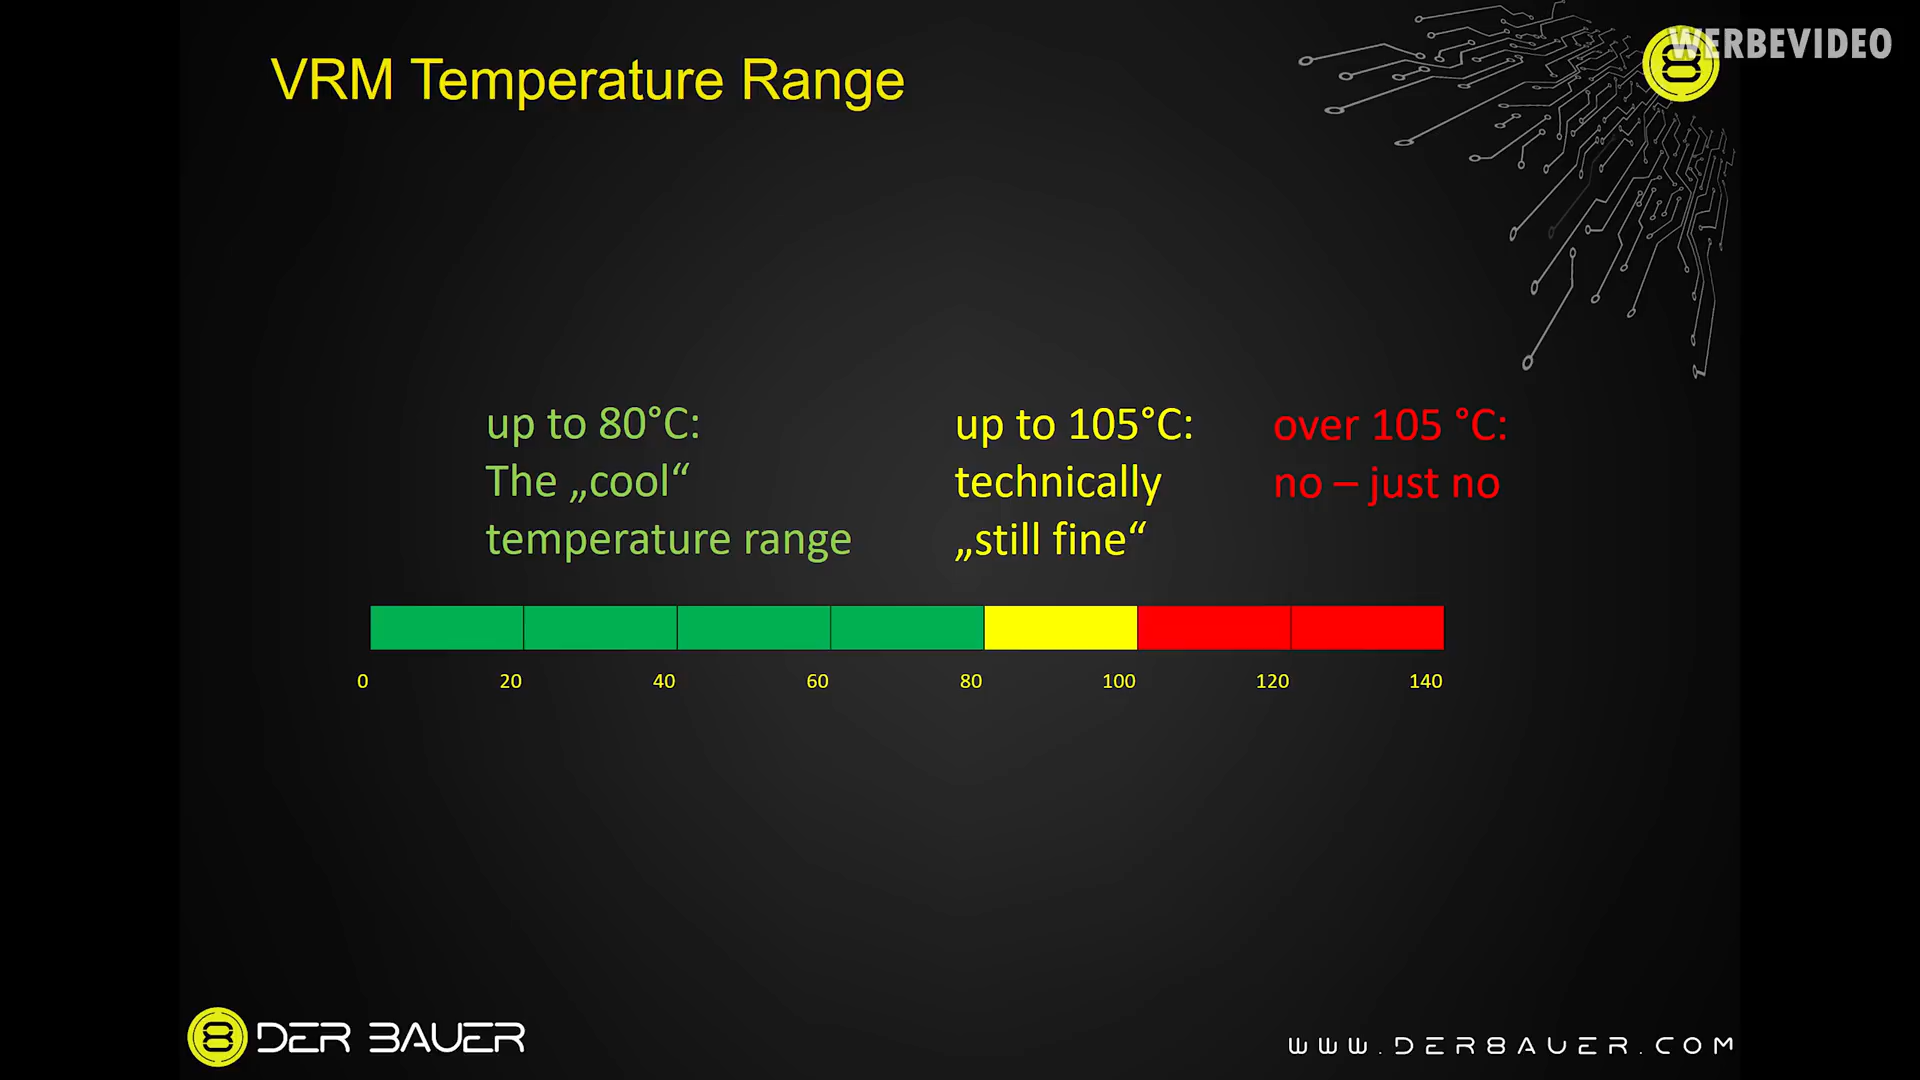 WERBEVIDEO
VRM Temperature Range
up to 80°C:
The „cool“
temperature range
up to 105°C:
technically
„still fine“
over 105 °C:
no – just no
0 20 40 60 80 100 120 140
DER BAUER
WWW.DER8AUER.COM